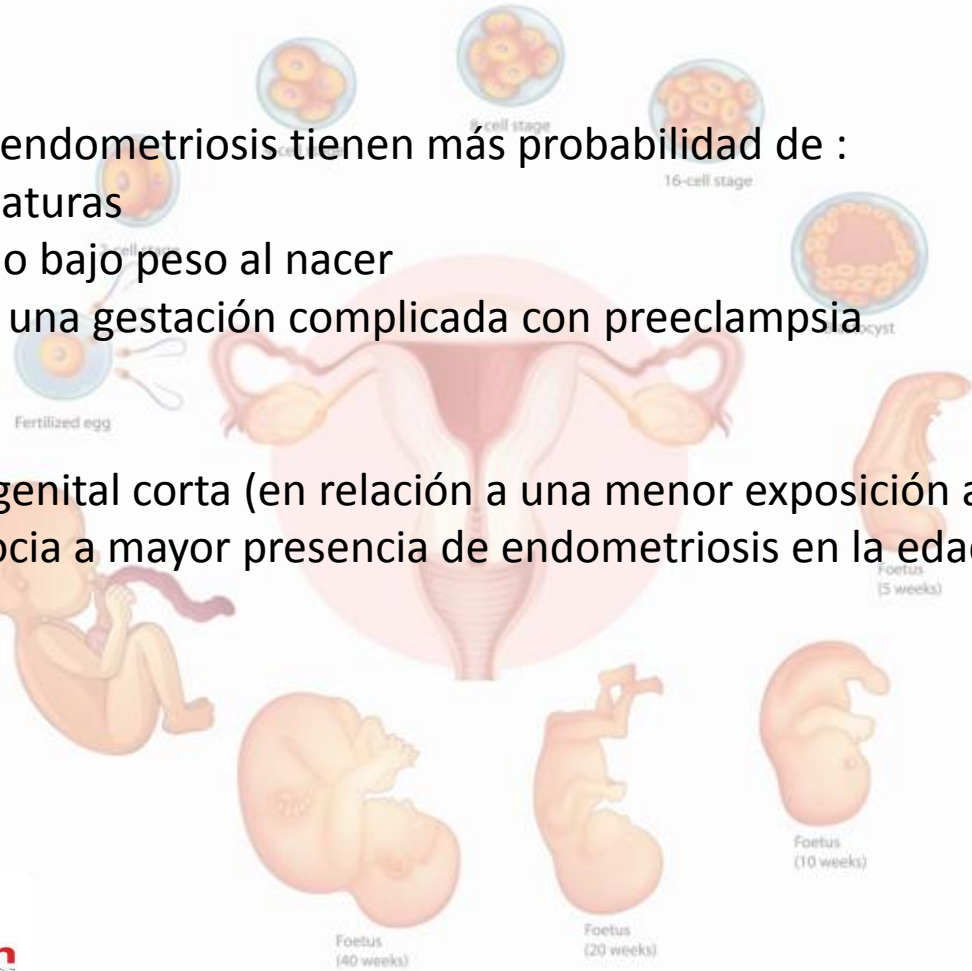 8-cell stage
endometriosis tienen más probabilidad de :
16-cell stage
aturas
o bajo peso al nacer
una gestación complicada con preeclampsia
Fertilized egg
genital corta (en relación a una menor exposición a
ocia a mayor presencia de endometriosis en la edad
Foetus
(5 weeks)
Foetus
(10 weeks)
Foetus
(20 weeks)
Foetus
(40 weeks)